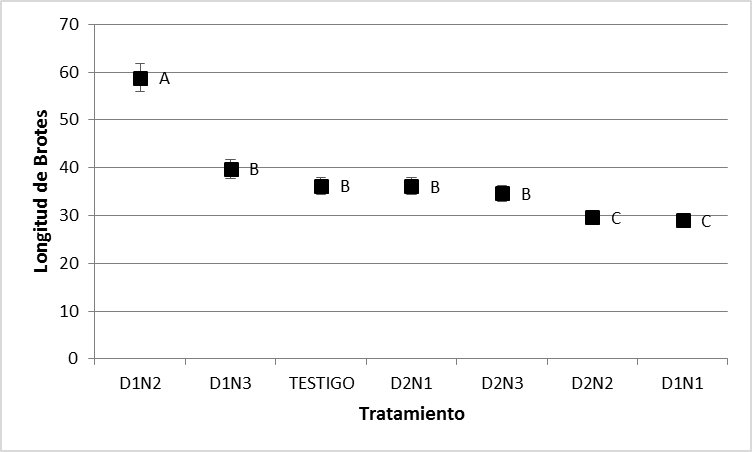 70
60
50
40
30
20
10
0
Longitud de Brotes
A
B
B
B
B
C
C
D1N2 D1N3 TESTIGO D2N1 D2N3 D2N2 D1N1
Tratamiento